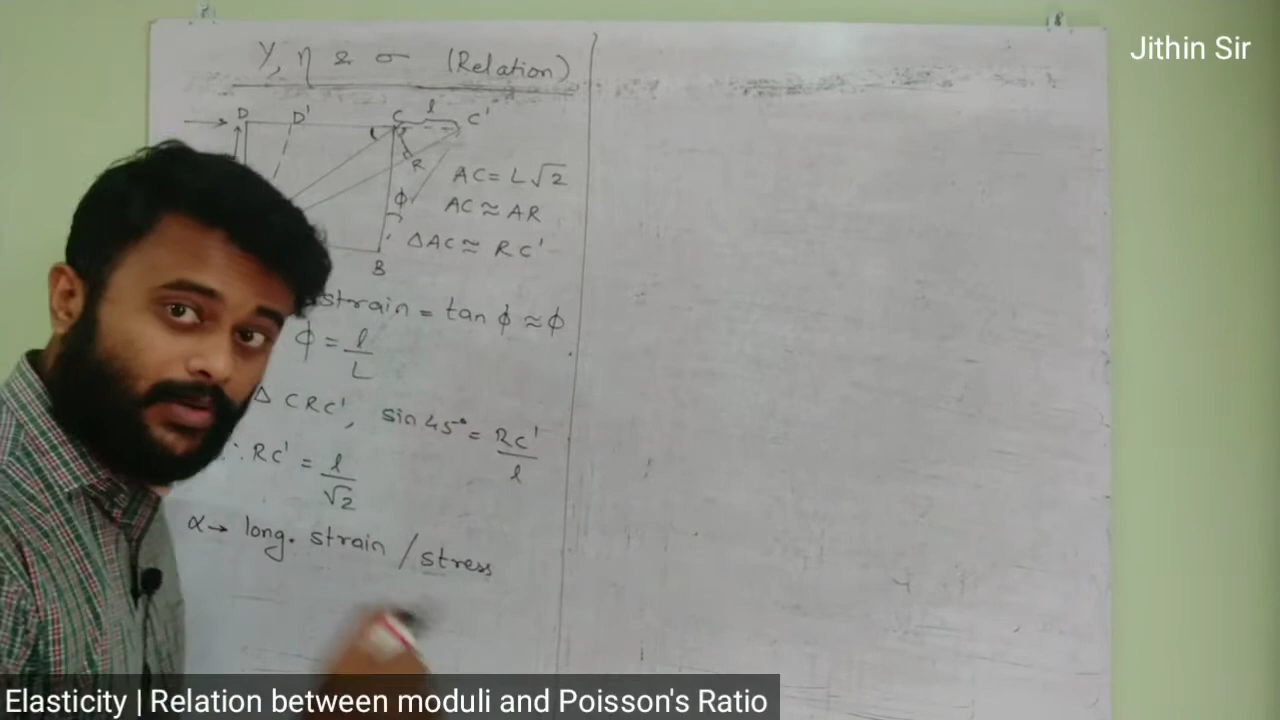 Jithin Sir
Y, η & σ (Relation)
D D' C l C'
R
AC = L√2
ϕ
AC ≈ AR
ΔAC ≈ RC'
B
strain = tan ϕ ≈ ϕ
ϕ = l/L
Δ CRC', sin 45° = RC'/l
∴ RC' = l/√2
α → long. strain / stress
Elasticity | Relation between moduli and Poisson's Ratio